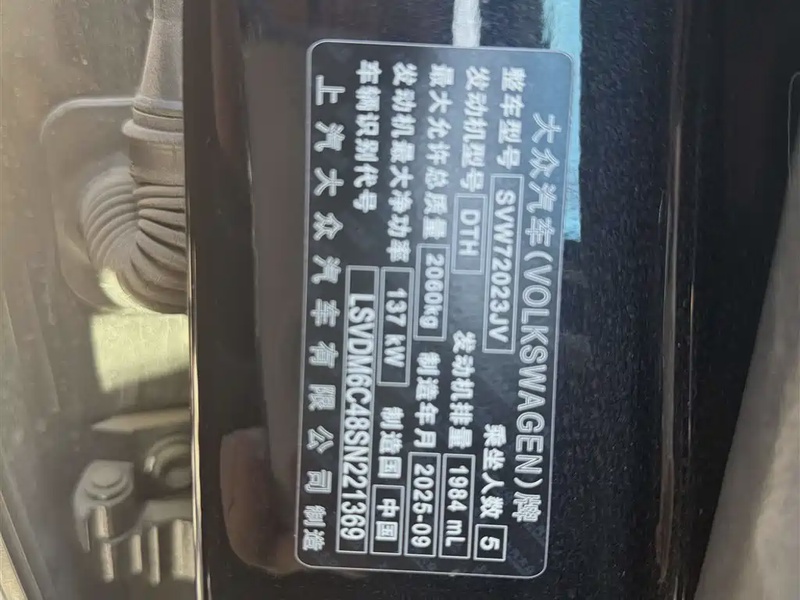 大众汽车(VOLKSWAGEN)牌
整车型号 SVW72023JV 乘坐人数 5
发动机型号 DTH 发动机排量 1984 mL
最大允许总质量 2060kg 制造年月 2025-09
发动机最大净功率 137 kW 制造国 中国
车辆识别代号 LSVDM6C48SN221369
上汽大众汽车有限公司 制造